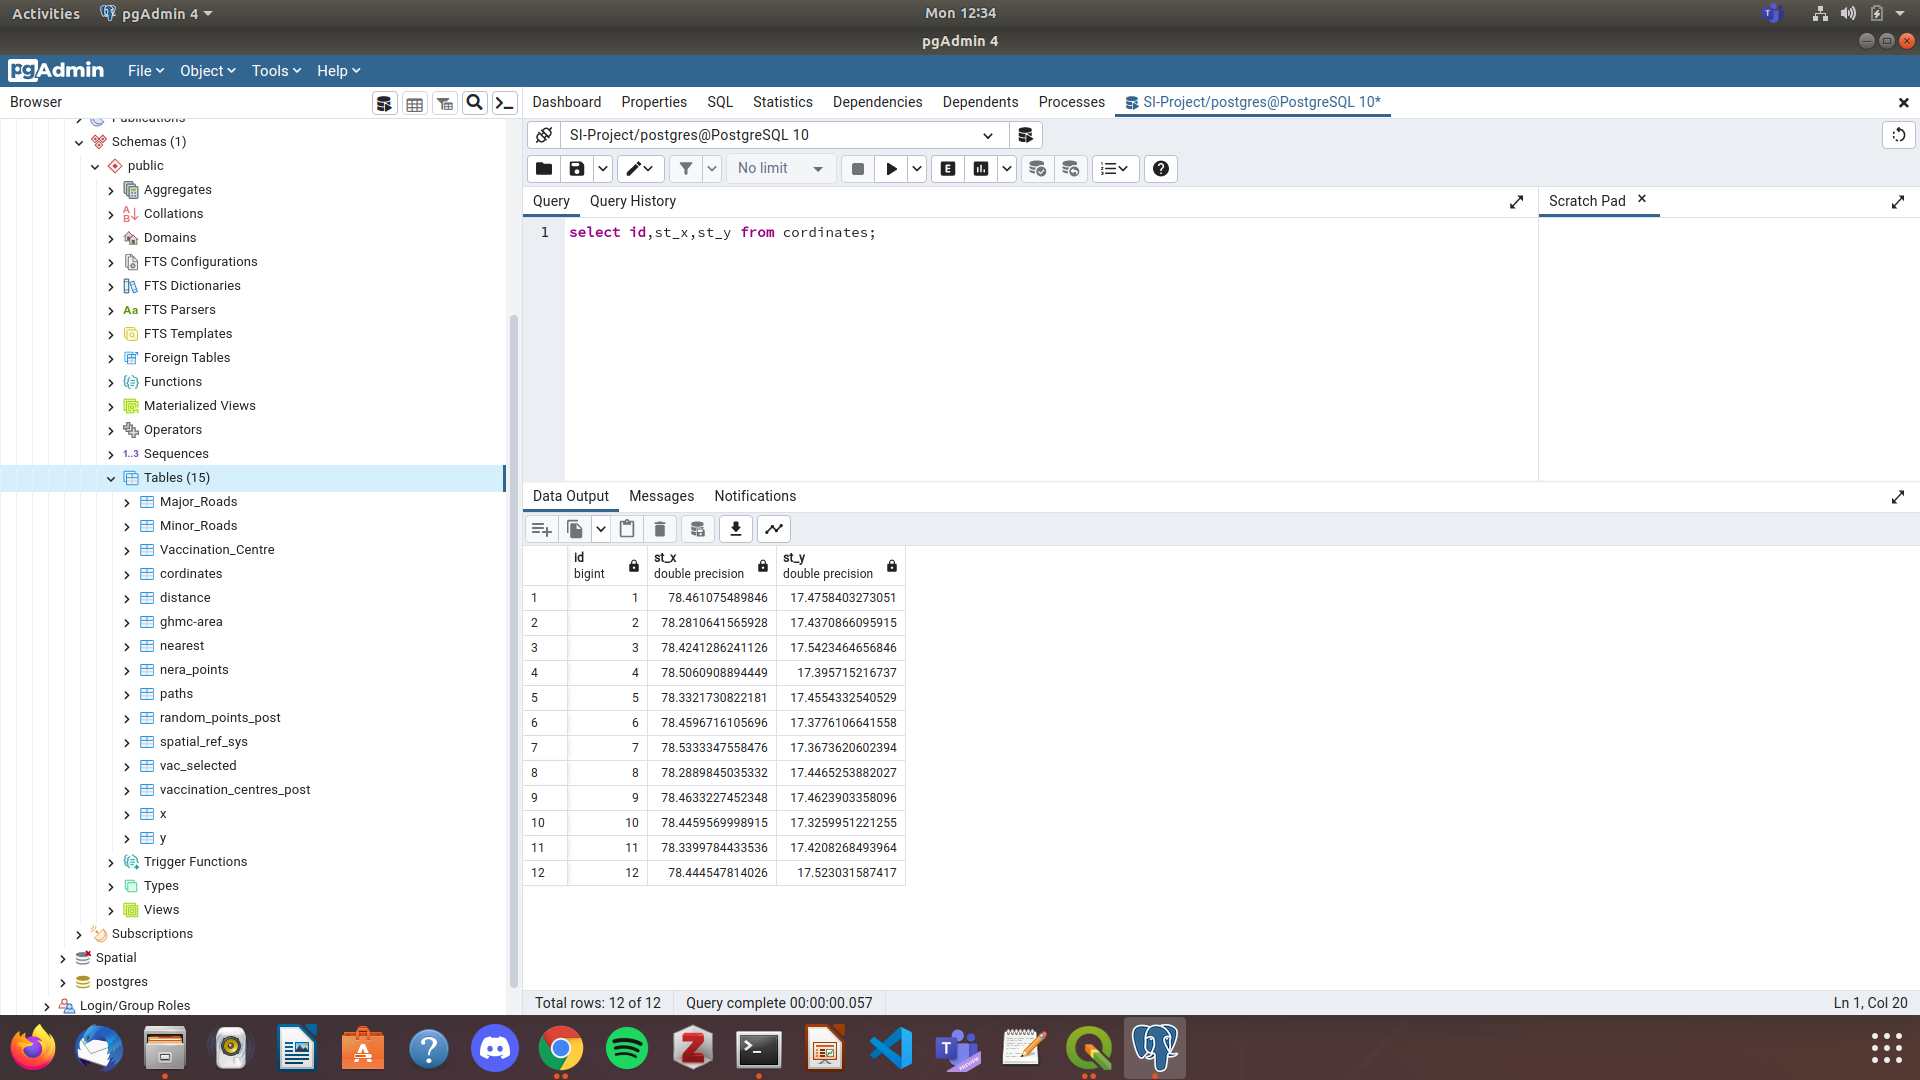 Activities pgAdmin 4 Mon 12:34
pgAdmin 4
pgAdmin File Object Tools Help
Browser
Dashboard Properties SQL Statistics Dependencies Dependents Processes SI-Project/postgres@PostgreSQL 10*
Publications
Schemas (1)
public
Aggregates
Collations
Domains
FTS Configurations
FTS Dictionaries
Aa FTS Parsers
FTS Templates
Foreign Tables
Functions
Materialized Views
Operators
1..3 Sequences
Tables (15)
Major_Roads
Minor_Roads
Vaccination_Centre
cordinates
distance
ghmc-area
nearest
nera_points
paths
random_points_post
spatial_ref_sys
vac_selected
vaccination_centres_post
x
y
Trigger Functions
Types
Views
Subscriptions
Spatial
postgres
Login/Group Roles
SI-Project/postgres@PostgreSQL 10
No limit
E
Query Query History
Scratch Pad
1 select id,st_x,st_y from cordinates;
Data Output Messages Notifications
id bigint st_x double precision st_y double precision
1 1 78.461075489846 17.4758403273051
2 2 78.2810641565928 17.4370866095915
3 3 78.4241286241126 17.5423464656846
4 4 78.5060908894449 17.395715216737
5 5 78.3321730822181 17.4554332540529
6 6 78.4596716105696 17.3776106641558
7 7 78.5333347558476 17.3673620602394
8 8 78.2889845035332 17.4465253882027
9 9 78.4633227452348 17.4623903358096
10 10 78.4459569998915 17.3259951221255
11 11 78.3399784433536 17.4208268493964
12 12 78.444547814026 17.523031587417
Total rows: 12 of 12 Query complete 00:00:00.057 Ln 1, Col 20